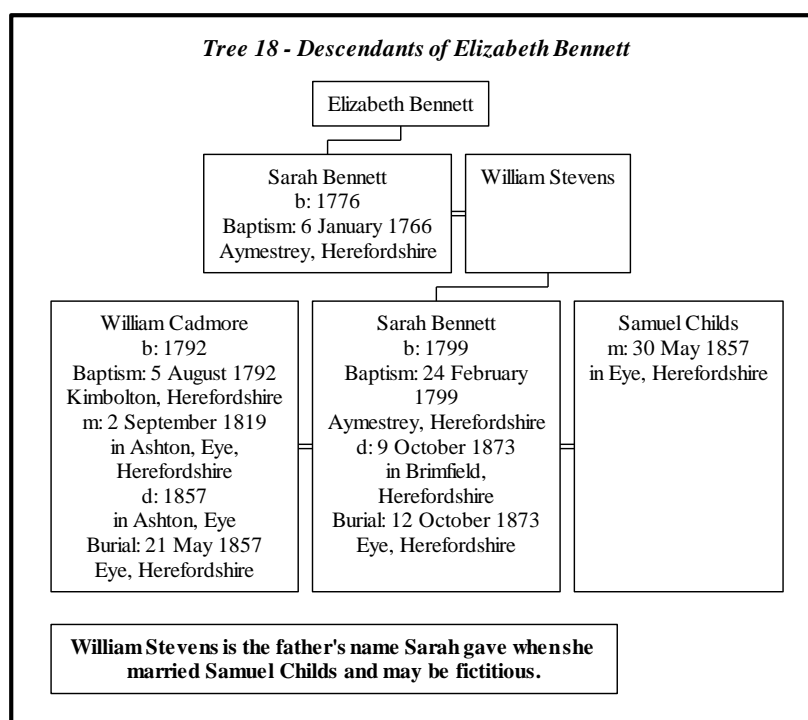 Tree 18 - Descendants of Elizabeth Bennett
Elizabeth Bennett
Sarah Bennett
b: 1776
Baptism: 6 January 1766
Aymestrey, Herefordshire
William Stevens
William Cadmore
b: 1792
Baptism: 5 August 1792
Kimbolton, Herefordshire
m: 2 September 1819
in Ashton, Eye,
Herefordshire
d: 1857
in Ashton, Eye
Burial: 21 May 1857
Eye, Herefordshire
Sarah Bennett
b: 1799
Baptism: 24 February
1799
Aymestrey, Herefordshire
d: 9 October 1873
in Brimfield,
Herefordshire
Burial: 12 October 1873
Eye, Herefordshire
Samuel Childs
m: 30 May 1857
in Eye, Herefordshire
William Stevens is the father's name Sarah gave when she
married Samuel Childs and may be fictitious.